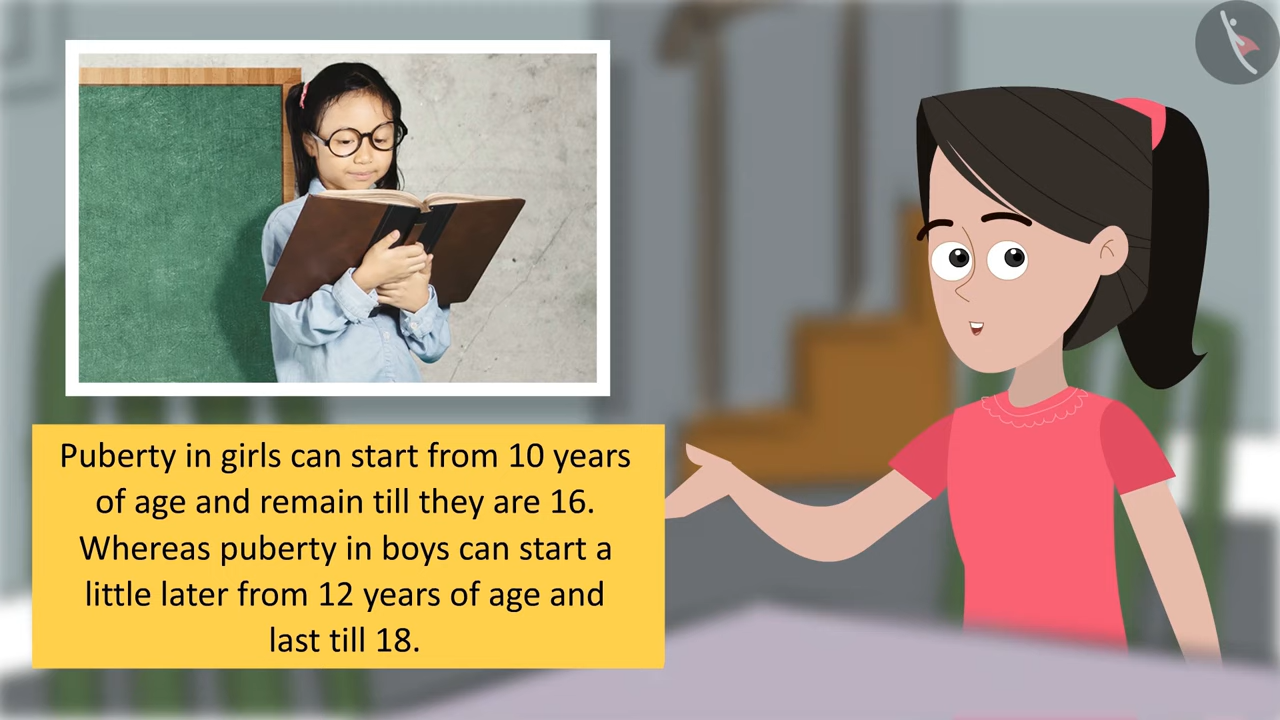 Puberty in girls can start from 10 years
of age and remain till they are 16.
Whereas puberty in boys can start a
little later from 12 years of age and
last till 18.